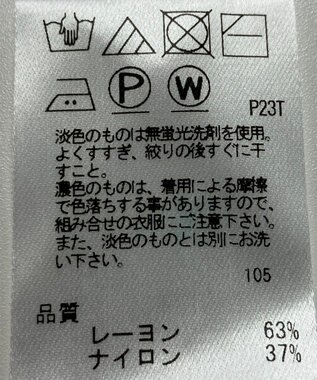 P W
P23T
淡色のものは無蛍光洗剤を使用。
よくすすぎ、絞りの後すぐに干
すこと。
濃色のものは、着用による摩擦
で色落ちする事がありますので、
組み合せの衣服にご注意下さい。
また、淡色のものとは別にお洗
い下さい。
105
品質
レーヨン 63%
ナイロン 37%